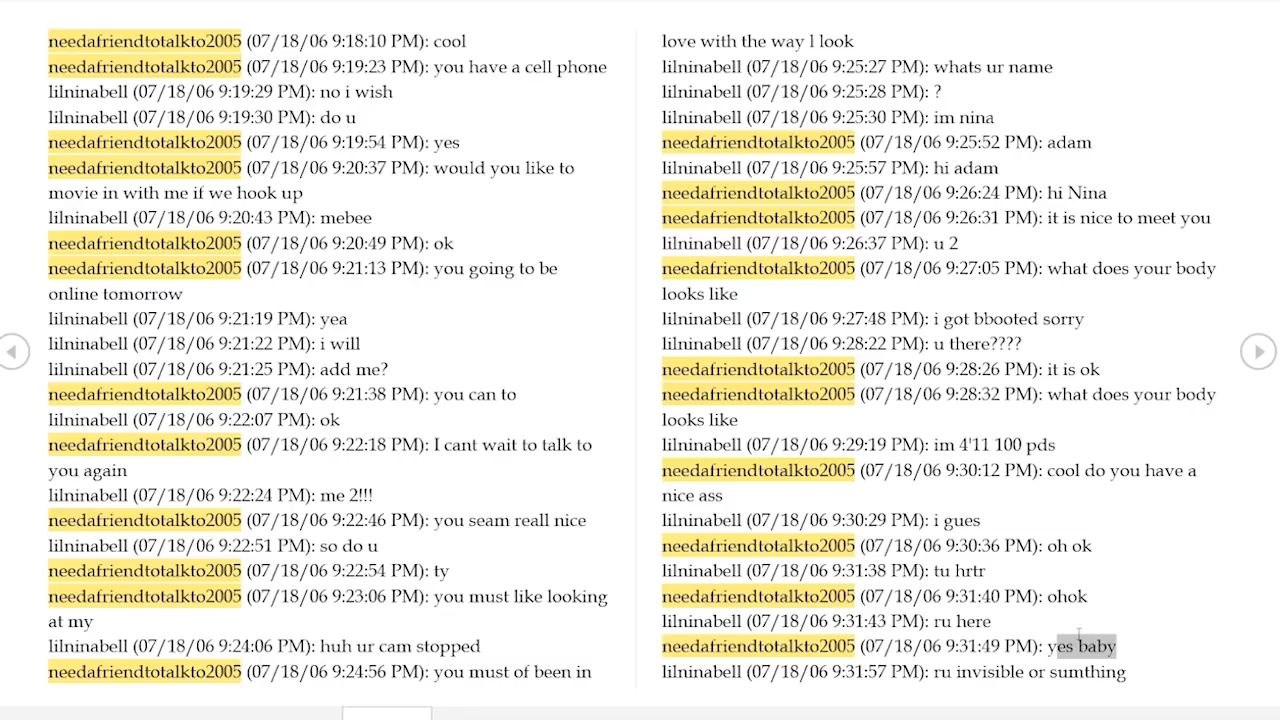 needafriendtotalkto2005 (07/18/06 9:18:10 PM): cool
needafriendtotalkto2005 (07/18/06 9:19:23 PM): you have a cell phone
lilninabell (07/18/06 9:19:29 PM): no i wish
lilninabell (07/18/06 9:19:30 PM): do u
needafriendtotalkto2005 (07/18/06 9:19:54 PM): yes
needafriendtotalkto2005 (07/18/06 9:20:37 PM): would you like to
movie in with me if we hook up
lilninabell (07/18/06 9:20:43 PM): mebee
needafriendtotalkto2005 (07/18/06 9:20:49 PM): ok
needafriendtotalkto2005 (07/18/06 9:21:13 PM): you going to be
online tomorrow
lilninabell (07/18/06 9:21:19 PM): yea
lilninabell (07/18/06 9:21:22 PM): i will
lilninabell (07/18/06 9:21:25 PM): add me?
needafriendtotalkto2005 (07/18/06 9:21:38 PM): you can to
lilninabell (07/18/06 9:22:07 PM): ok
needafriendtotalkto2005 (07/18/06 9:22:18 PM): I cant wait to talk to
you again
lilninabell (07/18/06 9:22:24 PM): me 2!!!
needafriendtotalkto2005 (07/18/06 9:22:46 PM): you seam reall nice
lilninabell (07/18/06 9:22:51 PM): so do u
needafriendtotalkto2005 (07/18/06 9:22:54 PM): ty
needafriendtotalkto2005 (07/18/06 9:23:06 PM): you must like looking
at my
lilninabell (07/18/06 9:24:06 PM): huh ur cam stopped
needafriendtotalkto2005 (07/18/06 9:24:56 PM): you must of been in
love with the way l look
lilninabell (07/18/06 9:25:27 PM): whats ur name
lilninabell (07/18/06 9:25:28 PM): ?
lilninabell (07/18/06 9:25:30 PM): im nina
needafriendtotalkto2005 (07/18/06 9:25:52 PM): adam
lilninabell (07/18/06 9:25:57 PM): hi adam
needafriendtotalkto2005 (07/18/06 9:26:24 PM): hi Nina
needafriendtotalkto2005 (07/18/06 9:26:31 PM): it is nice to meet you
lilninabell (07/18/06 9:26:37 PM): u 2
needafriendtotalkto2005 (07/18/06 9:27:05 PM): what does your body
looks like
lilninabell (07/18/06 9:27:48 PM): i got bbooted sorry
lilninabell (07/18/06 9:28:22 PM): u there????
needafriendtotalkto2005 (07/18/06 9:28:26 PM): it is ok
needafriendtotalkto2005 (07/18/06 9:28:32 PM): what does your body
looks like
lilninabell (07/18/06 9:29:19 PM): im 4'11 100 pds
needafriendtotalkto2005 (07/18/06 9:30:12 PM): cool do you have a
nice ass
lilninabell (07/18/06 9:30:29 PM): i gues
needafriendtotalkto2005 (07/18/06 9:30:36 PM): oh ok
lilninabell (07/18/06 9:31:38 PM): tu hrtr
needafriendtotalkto2005 (07/18/06 9:31:40 PM): ohok
lilninabell (07/18/06 9:31:43 PM): ru here
needafriendtotalkto2005 (07/18/06 9:31:49 PM): yes baby
lilninabell (07/18/06 9:31:57 PM): ru invisible or sumthing